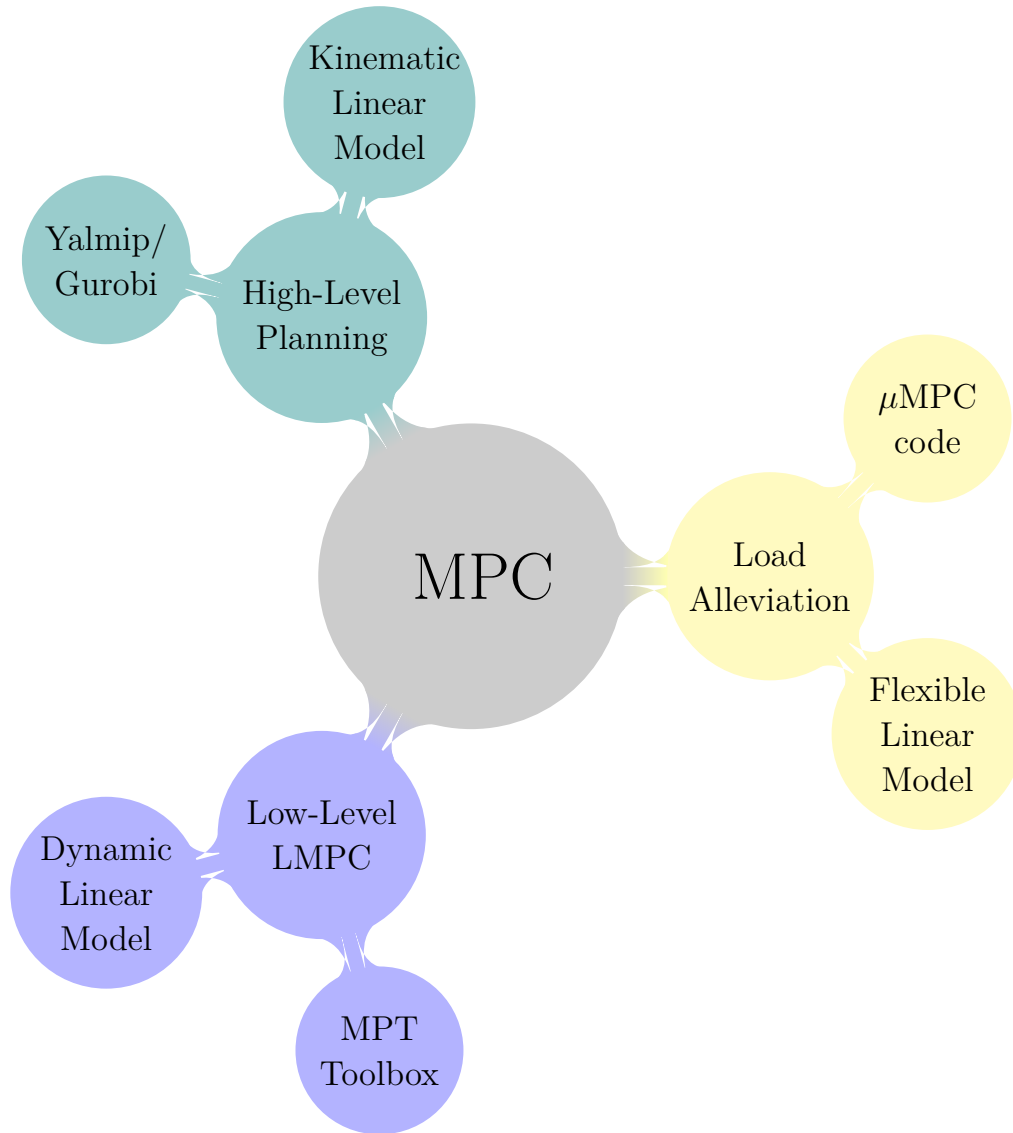 Kinematic
Linear
Model
Yalmip/
Gurobi
High-Level
Planning
μMPC
code
MPC
Load
Alleviation
Flexible
Linear
Model
Low-Level
LMPC
Dynamic
Linear
Model
MPT
Toolbox